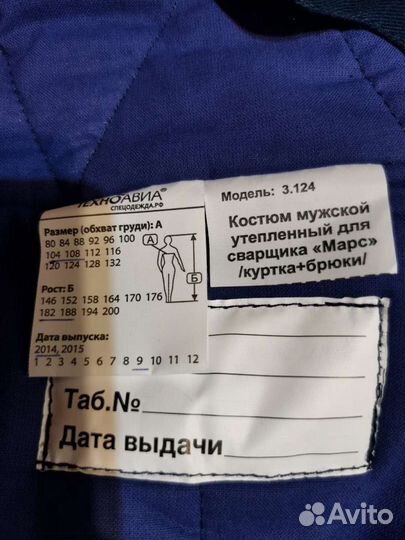 ТЕХНОАВИА®
СПЕЦОДЕЖДА.РФ
Размер (обхват груди): А
80 84 88 92 96 100
104 108 112 116
120 124 128 132
А
Б
Рост: Б
146 152 158 164 170 176
182 188 194 200
Дата выпуска:
2014, 2015
1 2 3 4 5 6 7 8 9 10 11 12
Модель: 3.124
Костюм мужской
утепленный для
сварщика «Марс»
/куртка+брюки/
Таб.№
Дата выдачи
Avito